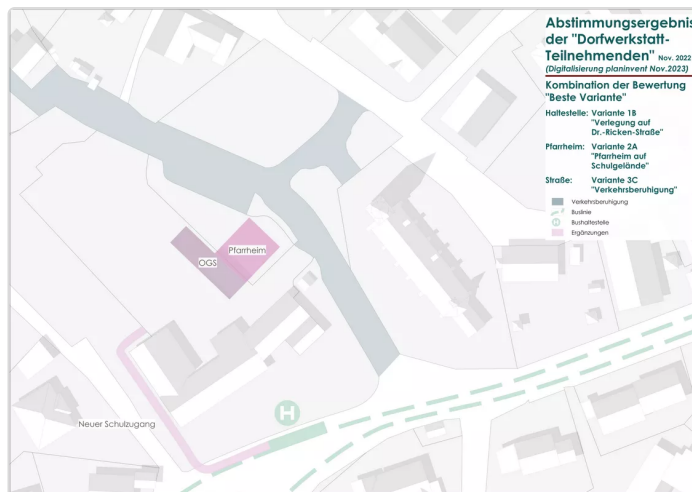 Abstimmungsergebnis
der "Dorfwerkstatt-
Teilnehmenden" Nov. 2022
(Digitalisierung planinvent Nov.2023)
Kombination der Bewertung
"Beste Variante"
Haltestelle: Variante 1B
"Verlegung auf
Dr.-Ricken-Straße"
Pfarrheim: Variante 2A
"Pfarrheim auf
Schulgelände"
Straße: Variante 3C
"Verkehrsberuhigung"
Verkehrsberuhigung
Buslinie
H Bushaltestelle
Ergänzungen
Pfarrheim
OGS
H
Neuer Schulzugang